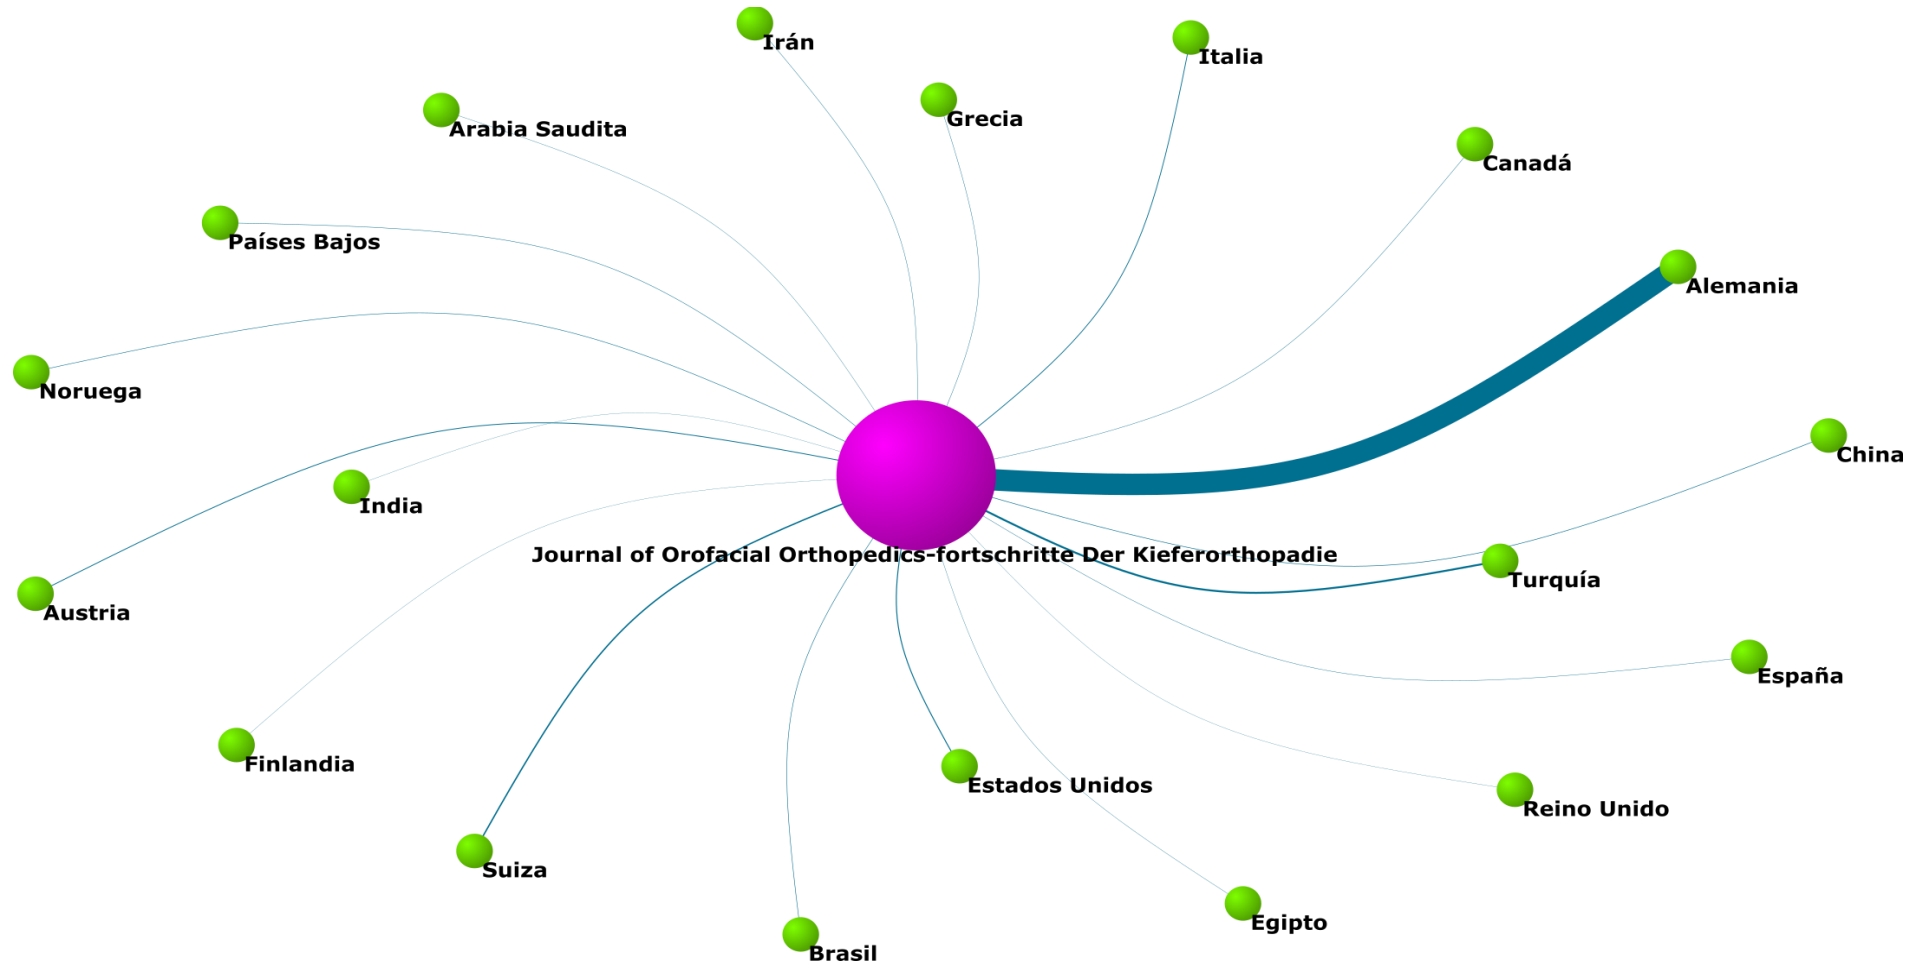 Irán
Italia
Grecia
Arabia Saudita
Canadá
Países Bajos
Alemania
Noruega
China
India
Journal of Orofacial Orthopedics-fortschritte Der Kieferorthopadie
Turquía
Austria
España
Finlandia
Estados Unidos
Reino Unido
Suiza
Egipto
Brasil